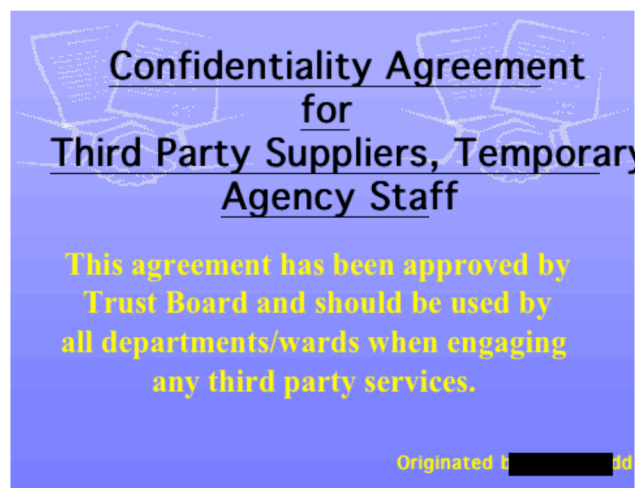 Confidentiality Agreement
for
Third Party Suppliers, Temporary
Agency Staff
This agreement has been approved by
Trust Board and should be used by
all departments/wards when engaging
any third party services.
Originated